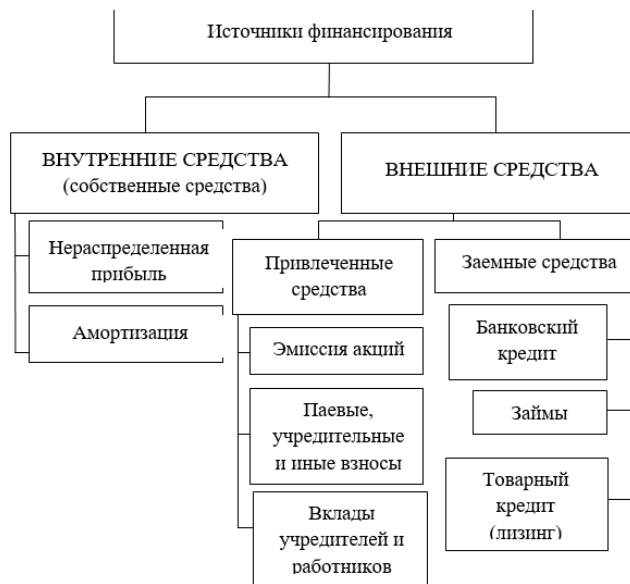 Источники финансирования
ВНУТРЕННИЕ СРЕДСТВА
(собственные средства)
ВНЕШНИЕ СРЕДСТВА
Нераспределенная
прибыль
Амортизация
Привлеченные
средства
Заемные средства
Эмиссия акций
Паевые,
учредительные
и иные взносы
Вклады
учредителей и
работников
Банковский
кредит
Займы
Товарный
кредит
(лизинг)